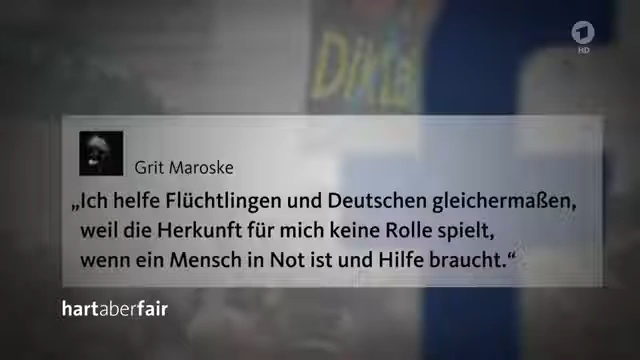 1
HD
Grit Maroske
„Ich helfe Flüchtlingen und Deutschen gleichermaßen,
weil die Herkunft für mich keine Rolle spielt,
wenn ein Mensch in Not ist und Hilfe braucht.“
hartaberfair